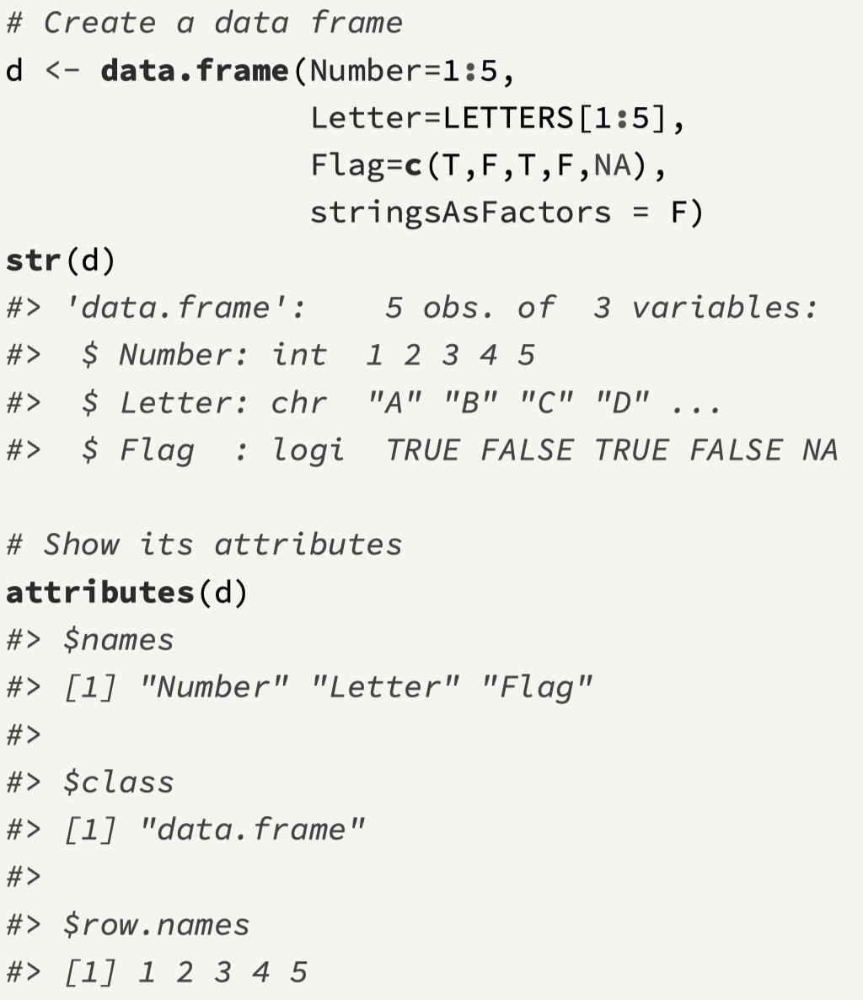 # Create a data frame
d <- data.frame(Number=1:5,
                Letter=LETTERS[1:5],
                Flag=c(T,F,T,F,NA),
                stringsAsFactors = F)
str(d)
#> 'data.frame':    5 obs. of  3 variables:
#>  $ Number: int  1 2 3 4 5
#>  $ Letter: chr  "A" "B" "C" "D" ...
#>  $ Flag  : logi  TRUE FALSE TRUE FALSE NA

# Show its attributes
attributes(d)
#> $names
#> [1] "Number" "Letter" "Flag"
#>
#> $class
#> [1] "data.frame"
#>
#> $row.names
#> [1] 1 2 3 4 5